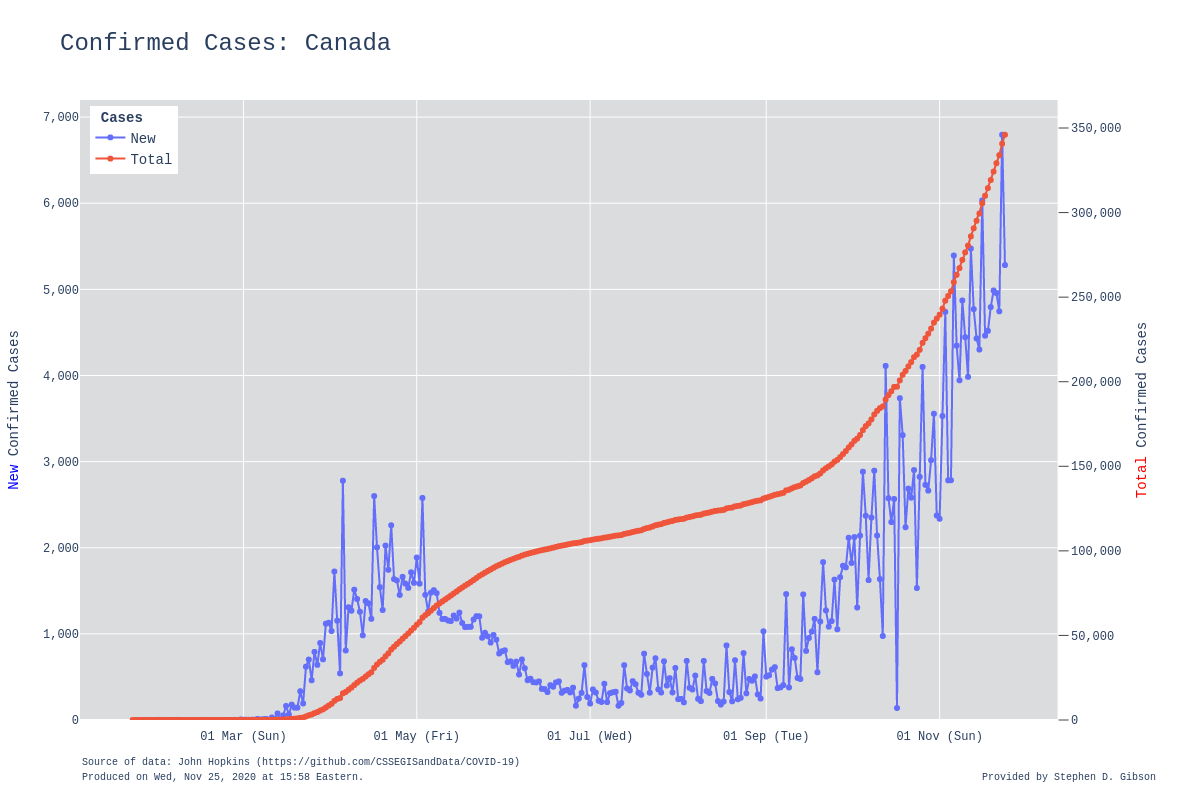 Confirmed Cases: Canada
Cases
New
Total
7,000
6,000
5,000
4,000
3,000
2,000
1,000
0
New Confirmed Cases
350,000
300,000
250,000
200,000
150,000
100,000
50,000
0
Total Confirmed Cases
01 Mar (Sun)
01 May (Fri)
01 Jul (Wed)
01 Sep (Tue)
01 Nov (Sun)
Source of data: John Hopkins (https://github.com/CSSEGISandData/COVID-19)
Produced on Wed, Nov 25, 2020 at 15:58 Eastern.
Provided by Stephen D. Gibson